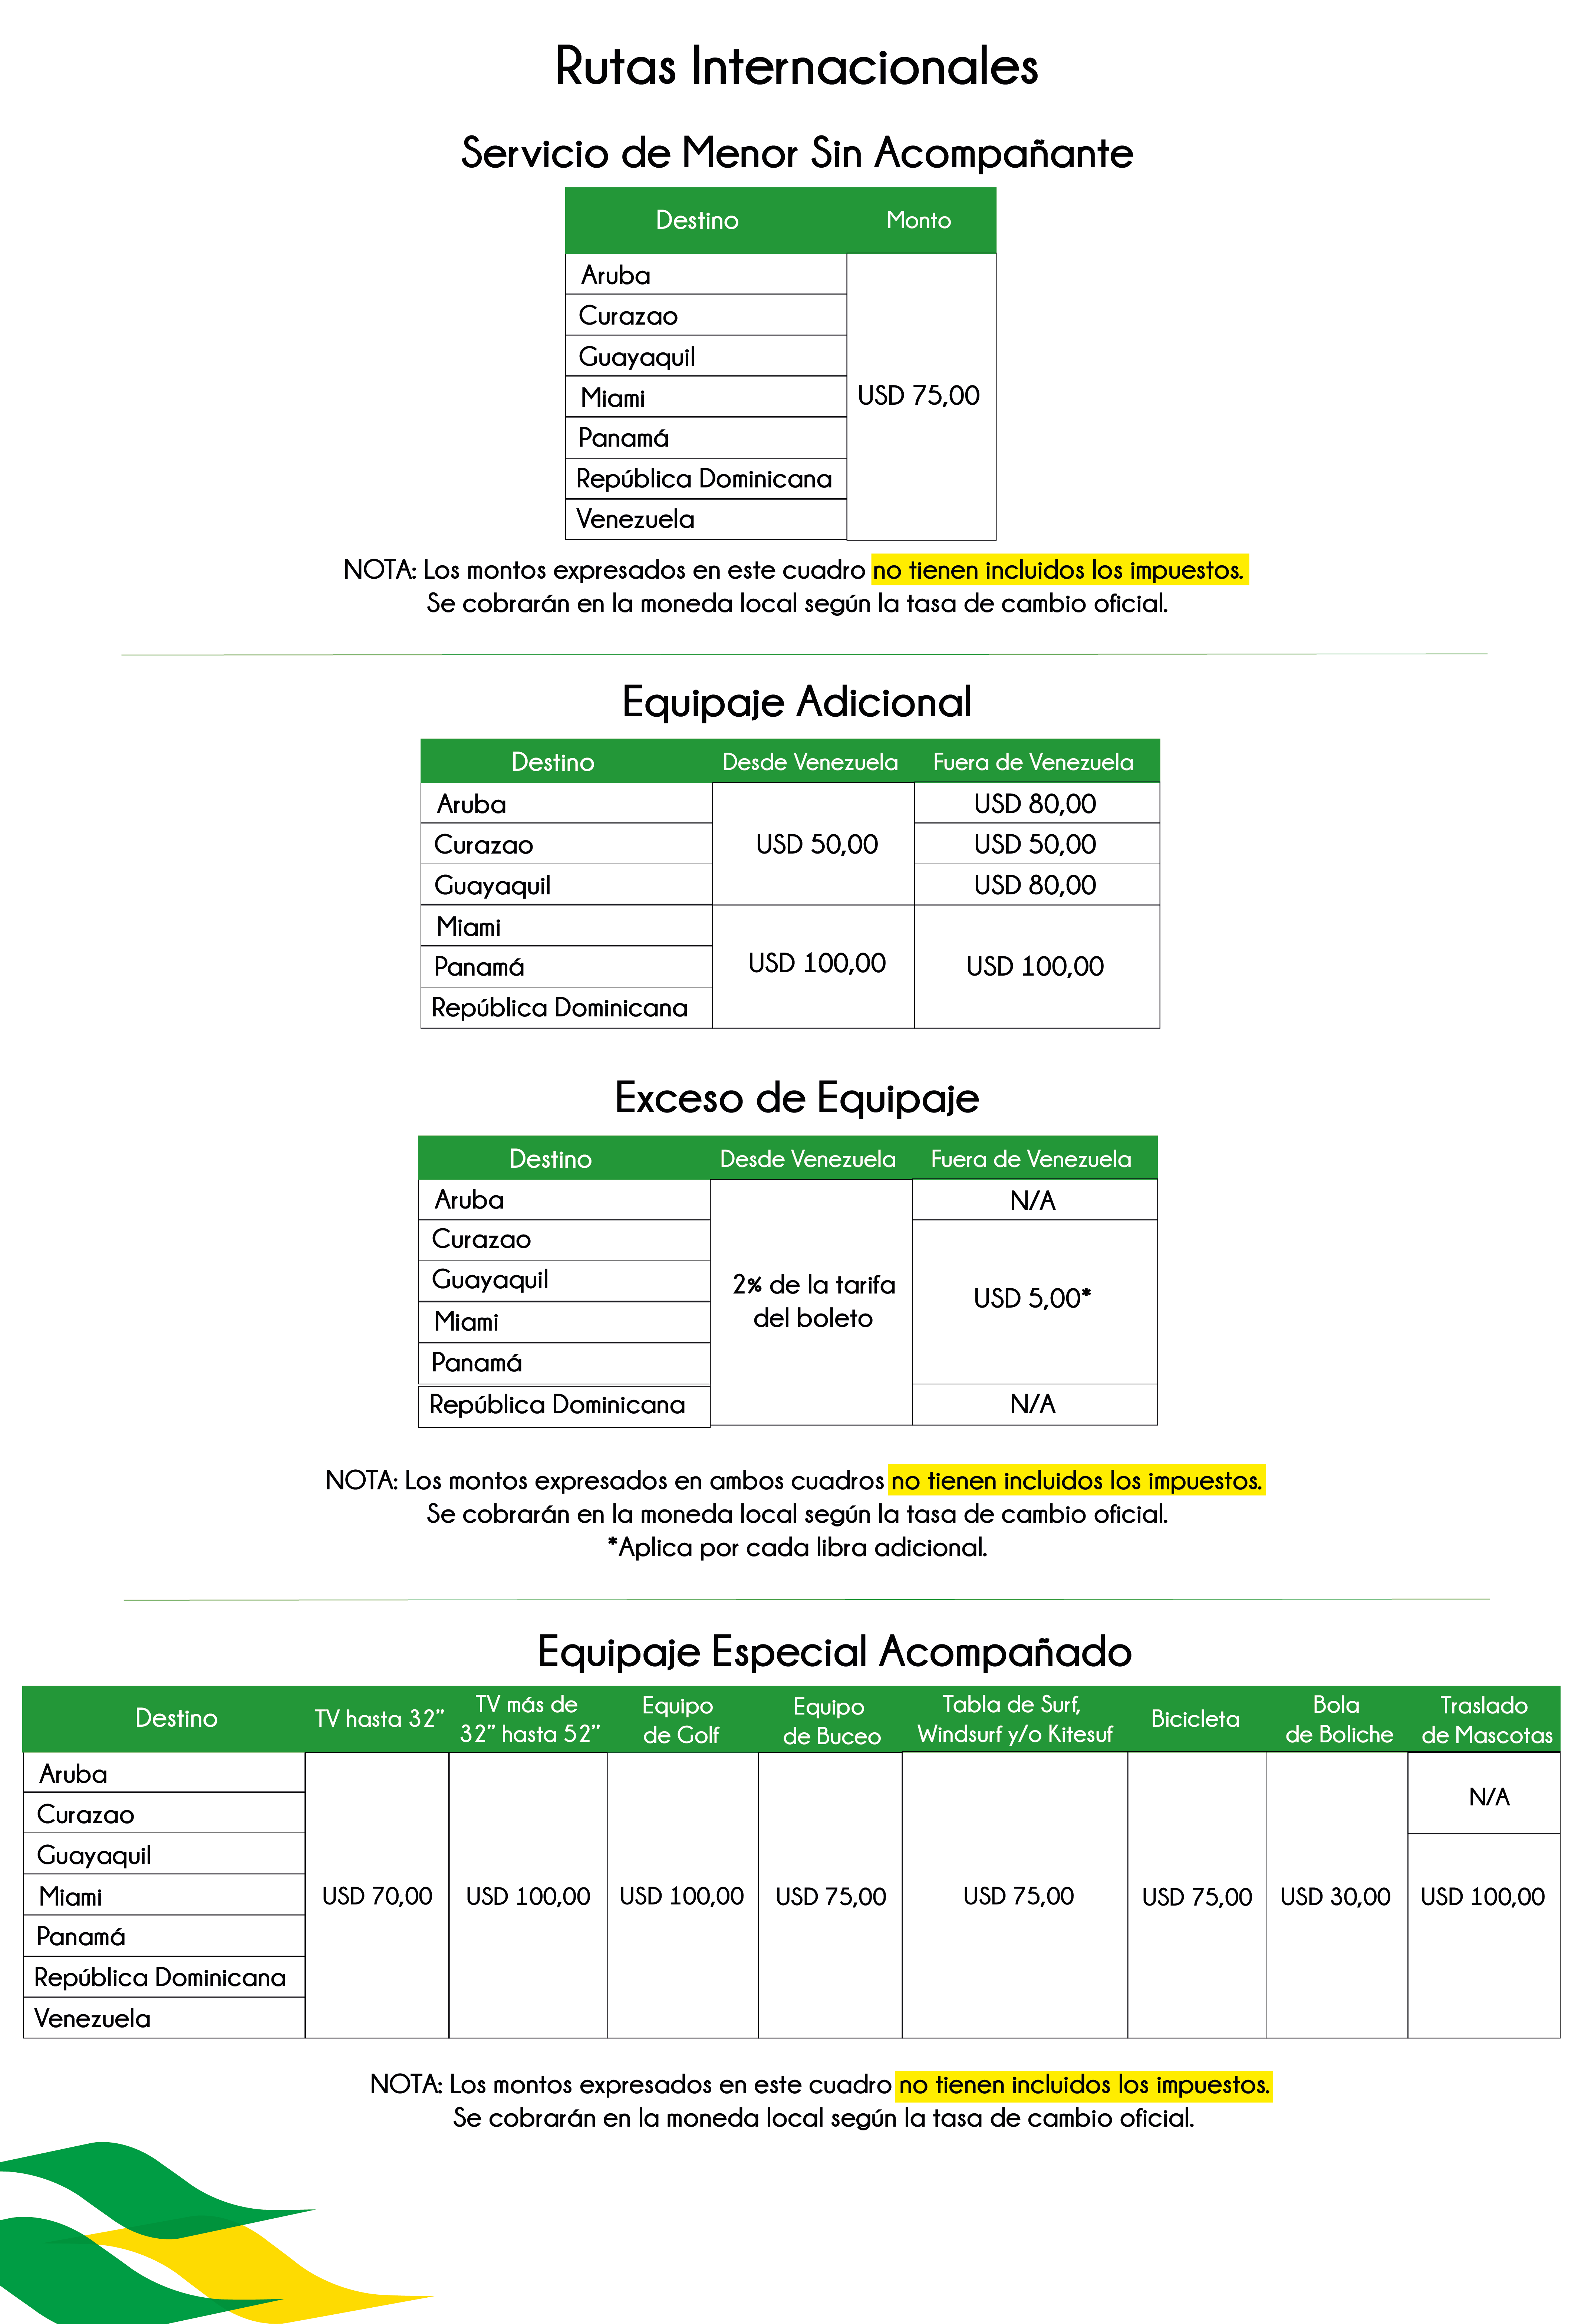 Rutas Internacionales
Servicio de Menor Sin Acompañante
Destino Monto
Aruba
Curazao
Guayaquil
Miami USD 75,00
Panamá
República Dominicana
Venezuela
NOTA: Los montos expresados en este cuadro no tienen incluidos los impuestos.
Se cobrarán en la moneda local según la tasa de cambio oficial.
Equipaje Adicional
Destino Desde Venezuela Fuera de Venezuela
Aruba USD 80,00
Curazao USD 50,00 USD 50,00
Guayaquil USD 80,00
Miami
Panamá USD 100,00 USD 100,00
República Dominicana
Exceso de Equipaje
Destino Desde Venezuela Fuera de Venezuela
Aruba N/A
Curazao
Guayaquil 2% de la tarifa
USD 5,00*
Miami del boleto
Panamá
República Dominicana N/A
NOTA: Los montos expresados en ambos cuadros no tienen incluidos los impuestos.
Se cobrarán en la moneda local según la tasa de cambio oficial.
*Aplica por cada libra adicional.
Equipaje Especial Acompañado
Destino
TV hasta 32”
TV más de
32” hasta 52”
Equipo
de Golf
Equipo
de Buceo
Tabla de Surf,
Windsurf y/o Kitesuf
Bicicleta
Bola
de Boliche
Traslado
de Mascotas
Aruba
N/A
Curazao
Guayaquil
Miami USD 70,00 USD 100,00 USD 100,00 USD 75,00 USD 75,00 USD 75,00 USD 30,00 USD 100,00
Panamá
República Dominicana
Venezuela
NOTA: Los montos expresados en este cuadro no tienen incluidos los impuestos.
Se cobrarán en la moneda local según la tasa de cambio oficial.